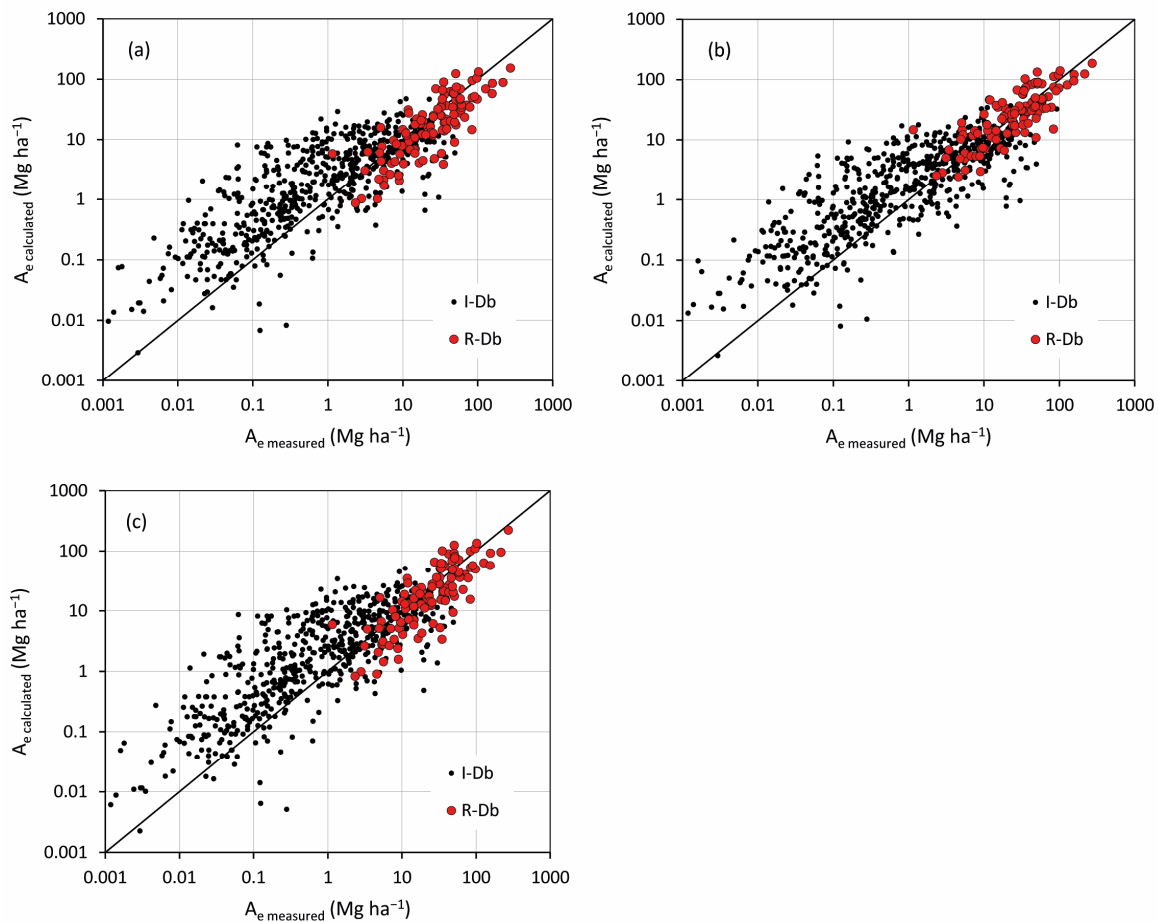 1000
(a)
100
10
1
0.1
0.01
0.001
A e calculated (Mg ha−1)
I-Db
R-Db
0.001 0.01 0.1 1 10 100 1000
A e measured (Mg ha−1)
1000
(b)
100
10
1
0.1
0.01
0.001
A e calculated (Mg ha−1)
I-Db
R-Db
0.001 0.01 0.1 1 10 100 1000
A e measured (Mg ha−1)
1000
(c)
100
10
1
0.1
0.01
0.001
A e calculated (Mg ha−1)
I-Db
R-Db
0.001 0.01 0.1 1 10 100 1000
A e measured (Mg ha−1)